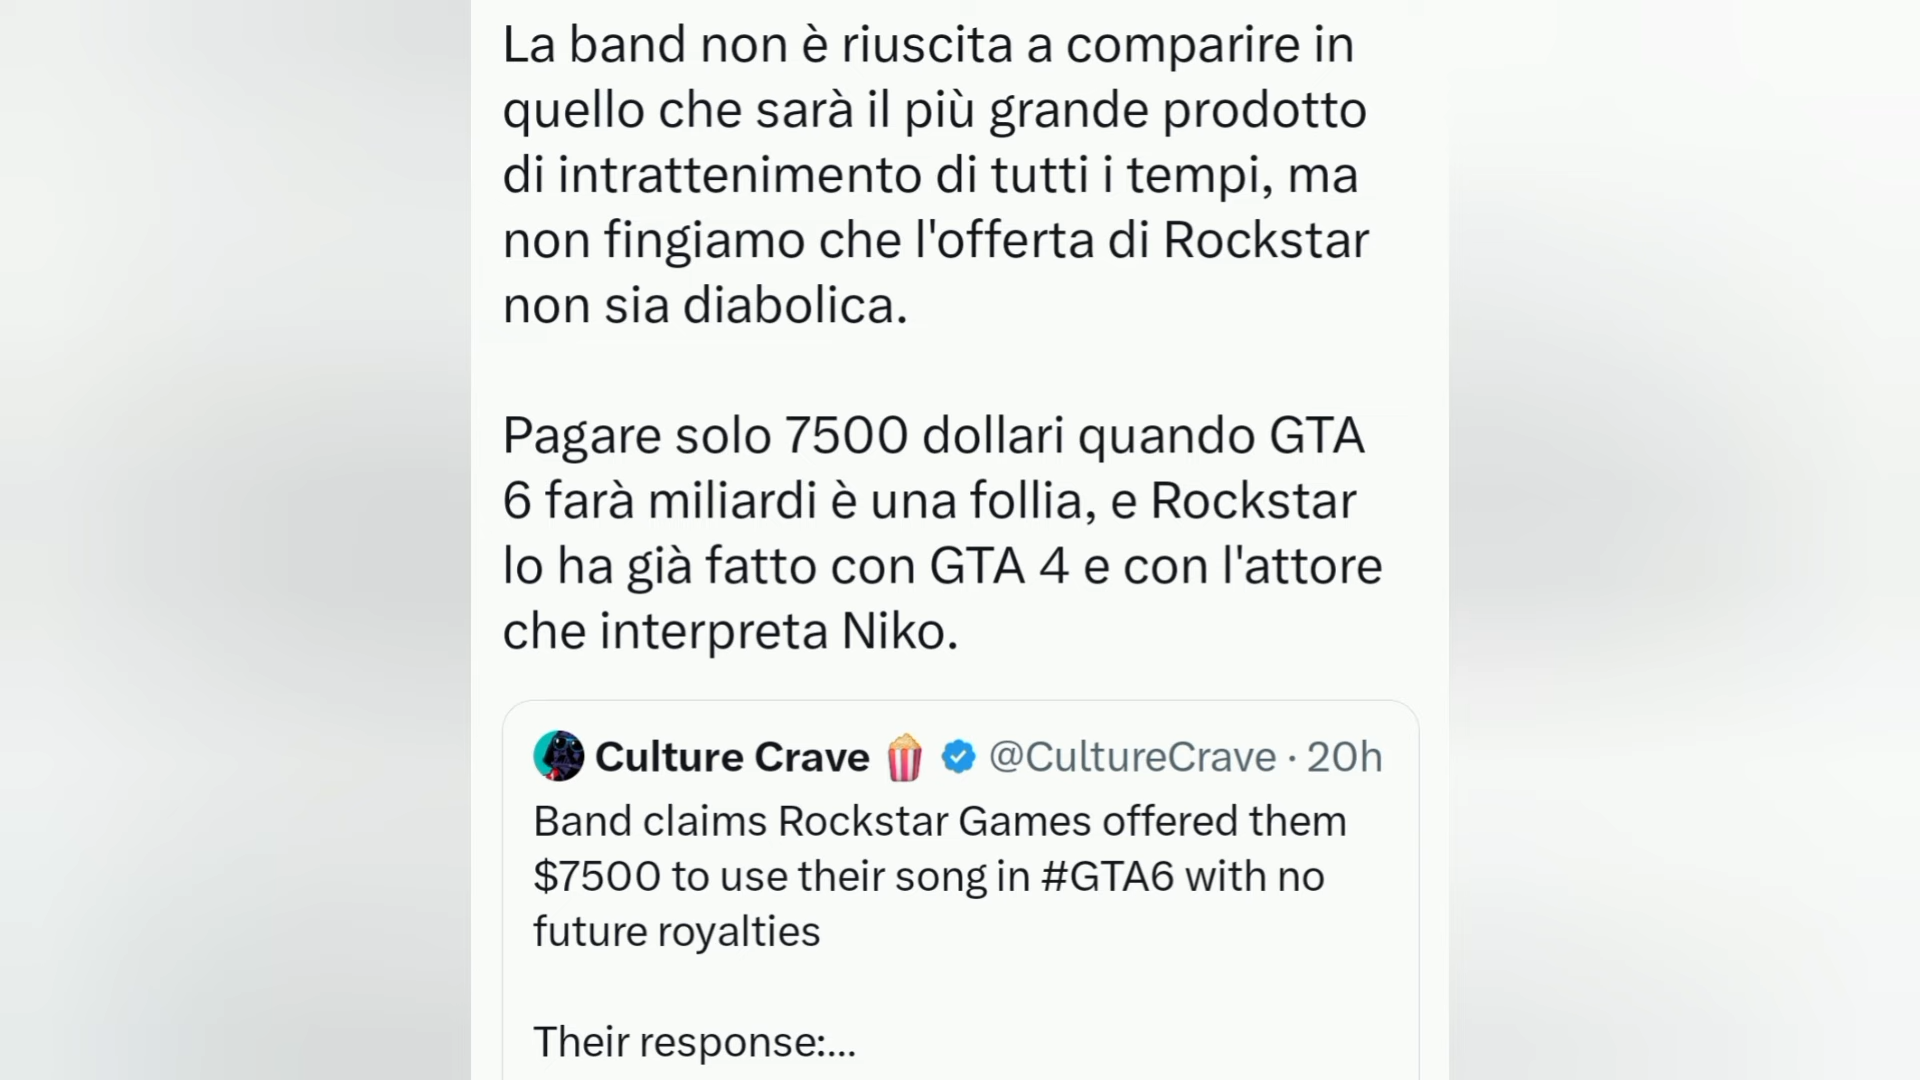 La band non è riuscita a comparire in
quello che sarà il più grande prodotto
di intrattenimento di tutti i tempi, ma
non fingiamo che l'offerta di Rockstar
non sia diabolica.
Pagare solo 7500 dollari quando GTA
6 farà miliardi è una follia, e Rockstar
lo ha già fatto con GTA 4 e con l'attore
che interpreta Niko.
Culture Crave 🍿 @CultureCrave · 20h
Band claims Rockstar Games offered them
$7500 to use their song in #GTA6 with no
future royalties
Their response:...